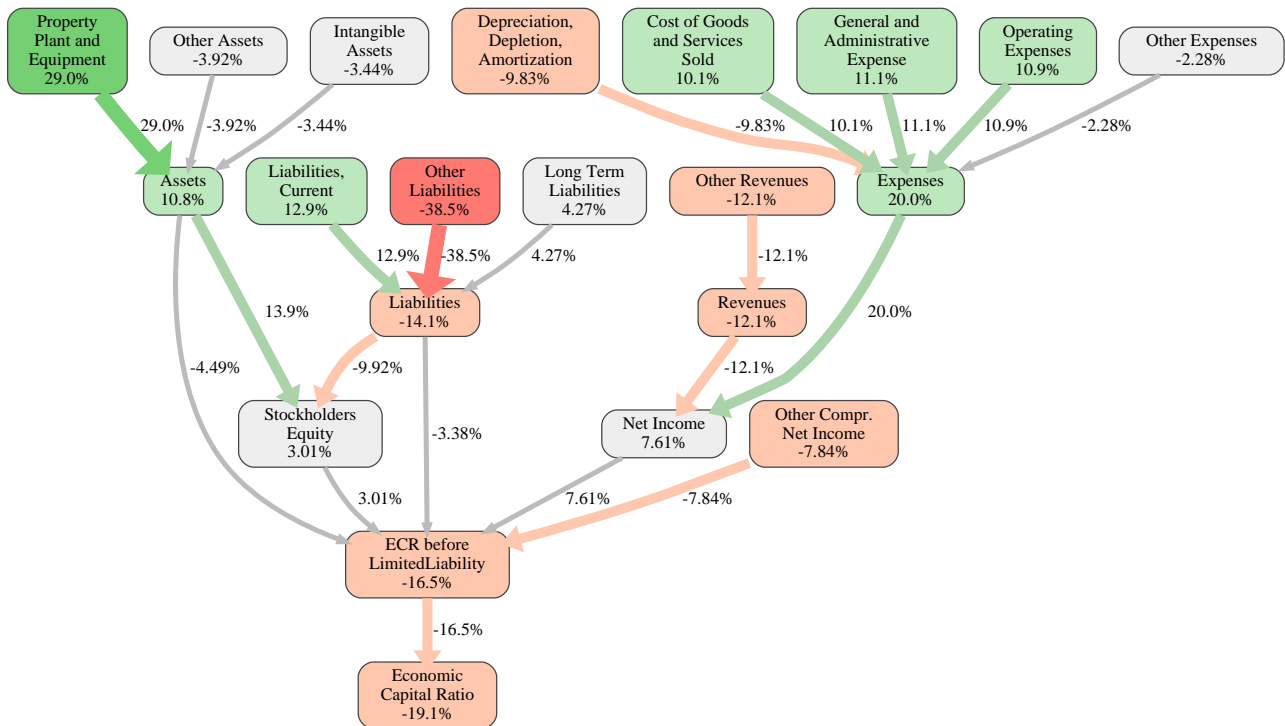 Property
Plant and
Equipment
29.0%
Other Assets
-3.92%
Intangible
Assets
-3.44%
Depreciation,
Depletion,
Amortization
-9.83%
Cost of Goods
and Services
Sold
10.1%
General and
Administrative
Expense
11.1%
Operating
Expenses
10.9%
Other Expenses
-2.28%
29.0%
-3.92%
-3.44%
-9.83%
10.1%
11.1%
10.9%
-2.28%
Assets
10.8%
Liabilities,
Current
12.9%
Other
Liabilities
-38.5%
Long Term
Liabilities
4.27%
Other Revenues
-12.1%
Expenses
20.0%
12.9%
-38.5%
4.27%
-12.1%
13.9%
Liabilities
-14.1%
Revenues
-12.1%
20.0%
-4.49%
-9.92%
-12.1%
Stockholders
Equity
3.01%
-3.38%
Net Income
7.61%
Other Compr.
Net Income
-7.84%
3.01%
7.61%
-7.84%
ECR before
LimitedLiability
-16.5%
-16.5%
Economic
Capital Ratio
-19.1%